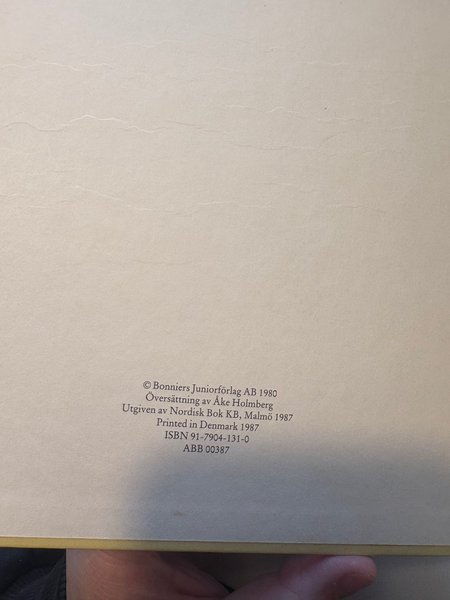 © Bonniers Juniorförlag AB 1980
Översättning av Åke Holmberg
Utgiven av Nordisk Bok KB, Malmö 1987
Printed in Denmark 1987
ISBN 91-7904-131-0
ABB 00387